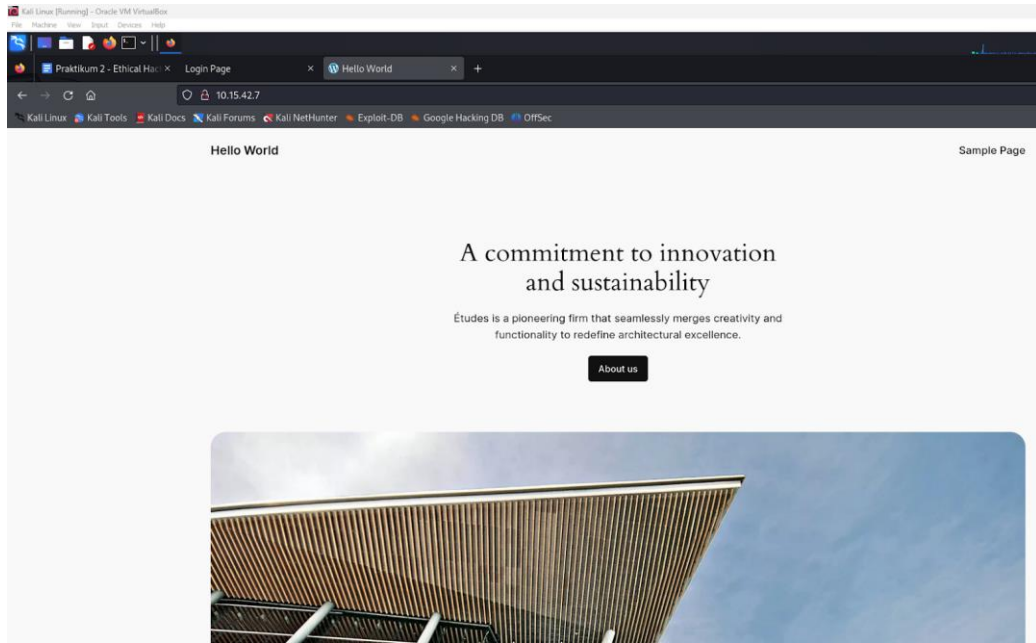 Kali Linux [Running] - Oracle VM VirtualBox
File Machine View Input Devices Help
Praktikum 2 - Ethical Hac Login Page Hello World
10.15.42.7
Kali Linux Kali Tools Kali Docs Kali Forums Kali NetHunter Exploit-DB Google Hacking DB OffSec
Hello World Sample Page
A commitment to innovation
and sustainability
Études is a pioneering firm that seamlessly merges creativity and
functionality to redefine architectural excellence.
About us